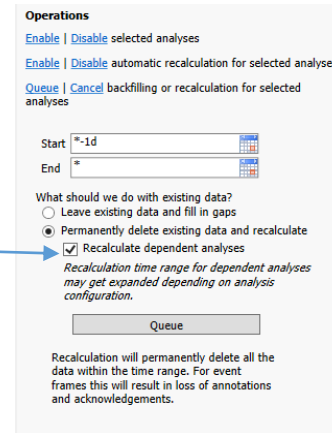 Operations
Enable | Disable selected analyses
Enable | Disable automatic recalculation for selected analyse
Queue | Cancel backfilling or recalculation for selected
analyses
Start *-1d
End *
What should we do with existing data?
Leave existing data and fill in gaps
Permanently delete existing data and recalculate
Recalculate dependent analyses
Recalculation time range for dependent analyses
may get expanded depending on analysis
configuration.
Queue
Recalculation will permanently delete all the
data within the time range. For event
frames this will result in loss of annotations
and acknowledgements.